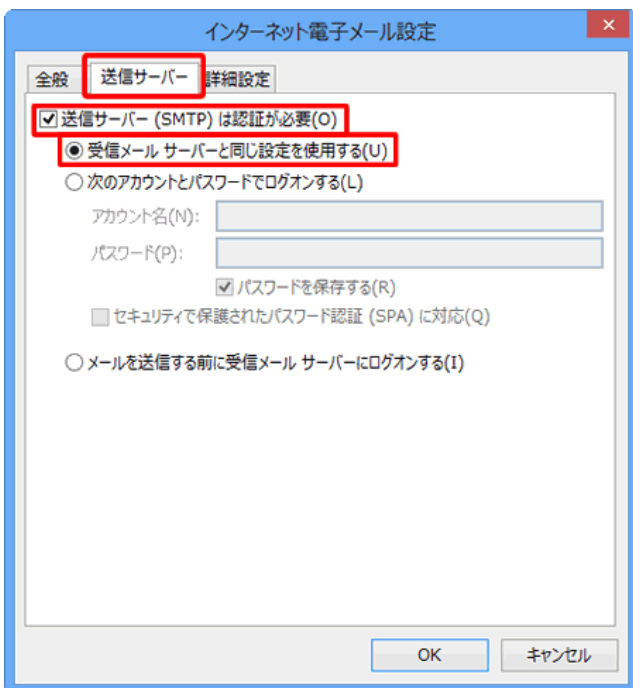 インターネット電子メール設定
全般 送信サーバー 詳細設定
送信サーバー (SMTP) は認証が必要(O)
受信メール サーバーと同じ設定を使用する(U)
次のアカウントとパスワードでログオンする(L)
アカウント名(N):
パスワード(P):
パスワードを保存する(R)
セキュリティで保護されたパスワード認証 (SPA) に対応(Q)
メールを送信する前に受信メール サーバーにログオンする(I)
OK キャンセル